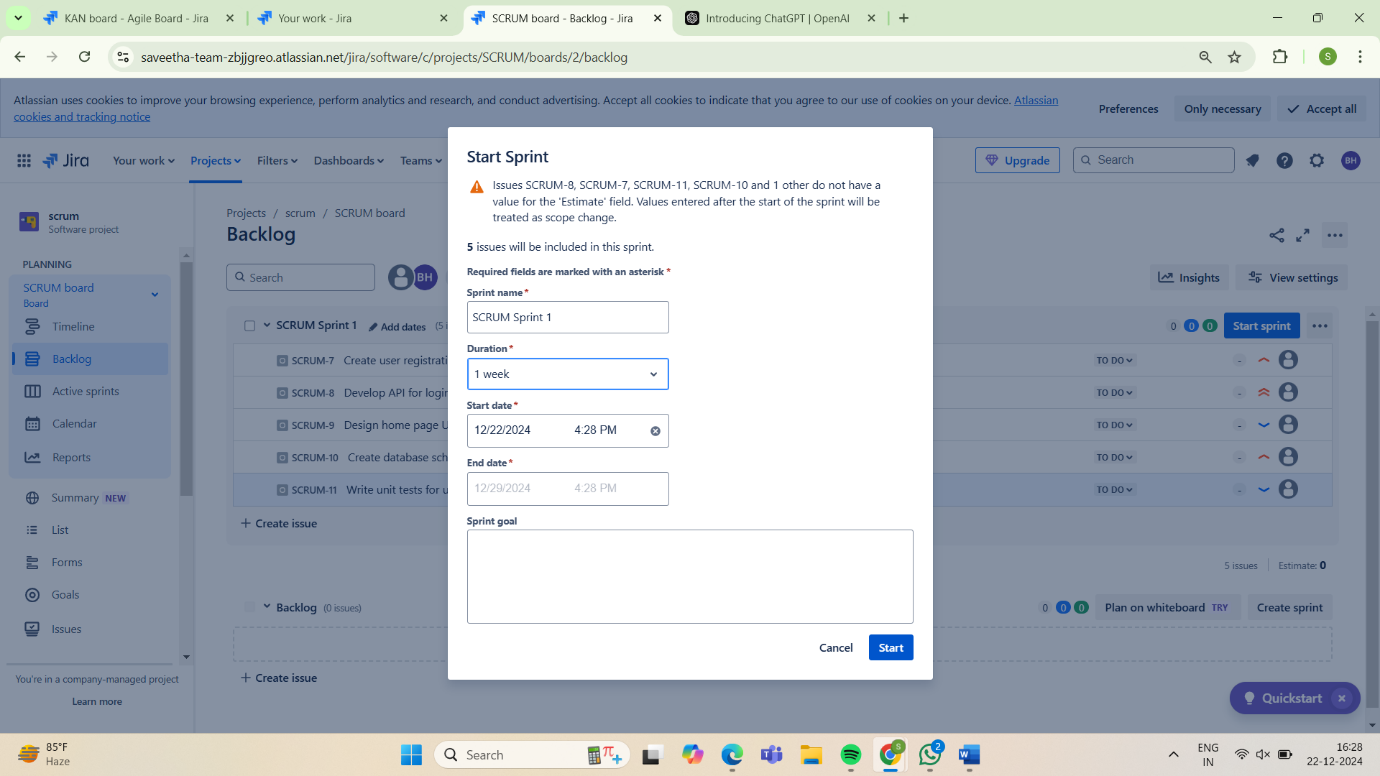 KAN board - Agile Board - Jira
Your work - Jira
SCRUM board - Backlog - Jira
Introducing ChatGPT | OpenAI
saveetha-team-zbjjgreo.atlassian.net/jira/software/c/projects/SCRUM/boards/2/backlog
S
Atlassian uses cookies to improve your browsing experience, perform analytics and research, and conduct advertising. Accept all cookies to indicate that you agree to our use of cookies on your device. Atlassian
cookies and tracking notice
Preferences
Only necessary
Accept all
Jira
Your work
Projects
Filters
Dashboards
Teams
Upgrade
Search
BH
scrum
Software project
PLANNING
SCRUM board
Board
Timeline
Backlog
Active sprints
Calendar
Reports
Summary NEW
List
Forms
Goals
Issues
You're in a company-managed project
Learn more
Projects / scrum / SCRUM board
Backlog
Search
BH
Insights
View settings
SCRUM Sprint 1 Add dates (5 i
0 0 0 Start sprint
SCRUM-7 Create user registrati
TO DO -
SCRUM-8 Develop API for login
TO DO -
SCRUM-9 Design home page U
TO DO -
SCRUM-10 Create database sch
TO DO -
SCRUM-11 Write unit tests for u
TO DO -
+ Create issue
5 issues Estimate: 0
Backlog (0 issues)
0 0 0 Plan on whiteboard TRY Create sprint
+ Create issue
Quickstart
Start Sprint
Issues SCRUM-8, SCRUM-7, SCRUM-11, SCRUM-10 and 1 other do not have a
value for the 'Estimate' field. Values entered after the start of the sprint will be
treated as scope change.
5 issues will be included in this sprint.
Required fields are marked with an asterisk *
Sprint name*
SCRUM Sprint 1
Duration*
1 week
Start date*
12/22/2024 4:28 PM
End date*
12/29/2024 4:28 PM
Sprint goal
Cancel
Start
85°F
Haze
Search
S
2
ENG
IN
16:28
22-12-2024